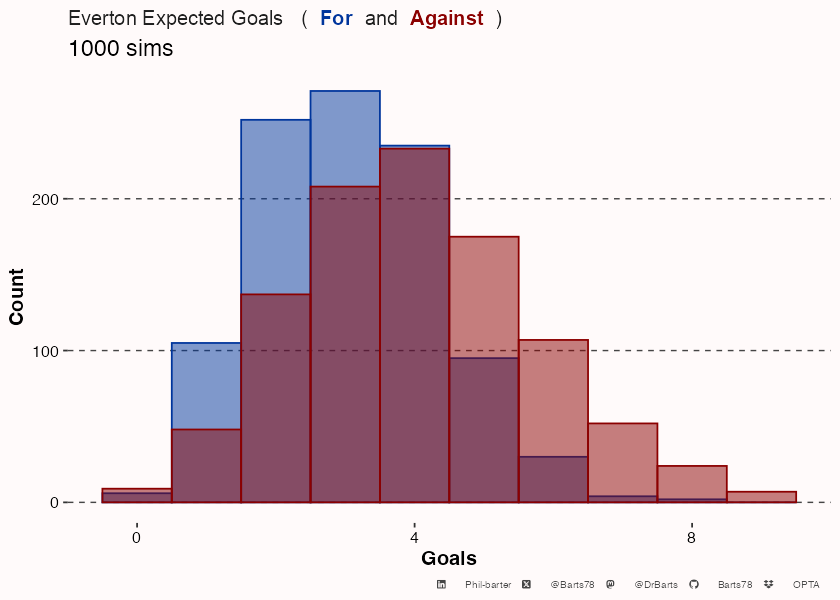 Everton Expected Goals ( For and Against )
1000 sims
Count
200
100
0
0 4 8
Goals
Phil-barter @Barts78 @DrBarts Barts78 OPTA